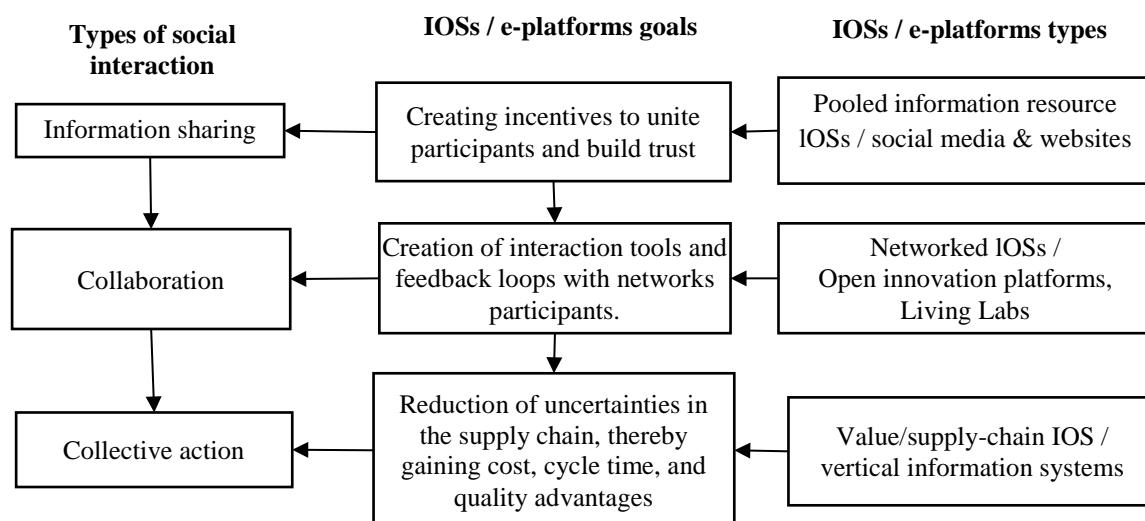 Types of social
interaction
IOSs / e-platforms goals
IOSs / e-platforms types
Information sharing
Creating incentives to unite
participants and build trust
Pooled information resource
lOSs / social media & websites
Collaboration
Creation of interaction tools and
feedback loops with networks
participants.
Networked lOSs /
Open innovation platforms,
Living Labs
Collective action
Reduction of uncertainties in
the supply chain, thereby
gaining cost, cycle time, and
quality advantages
Value/supply-chain IOS /
vertical information systems